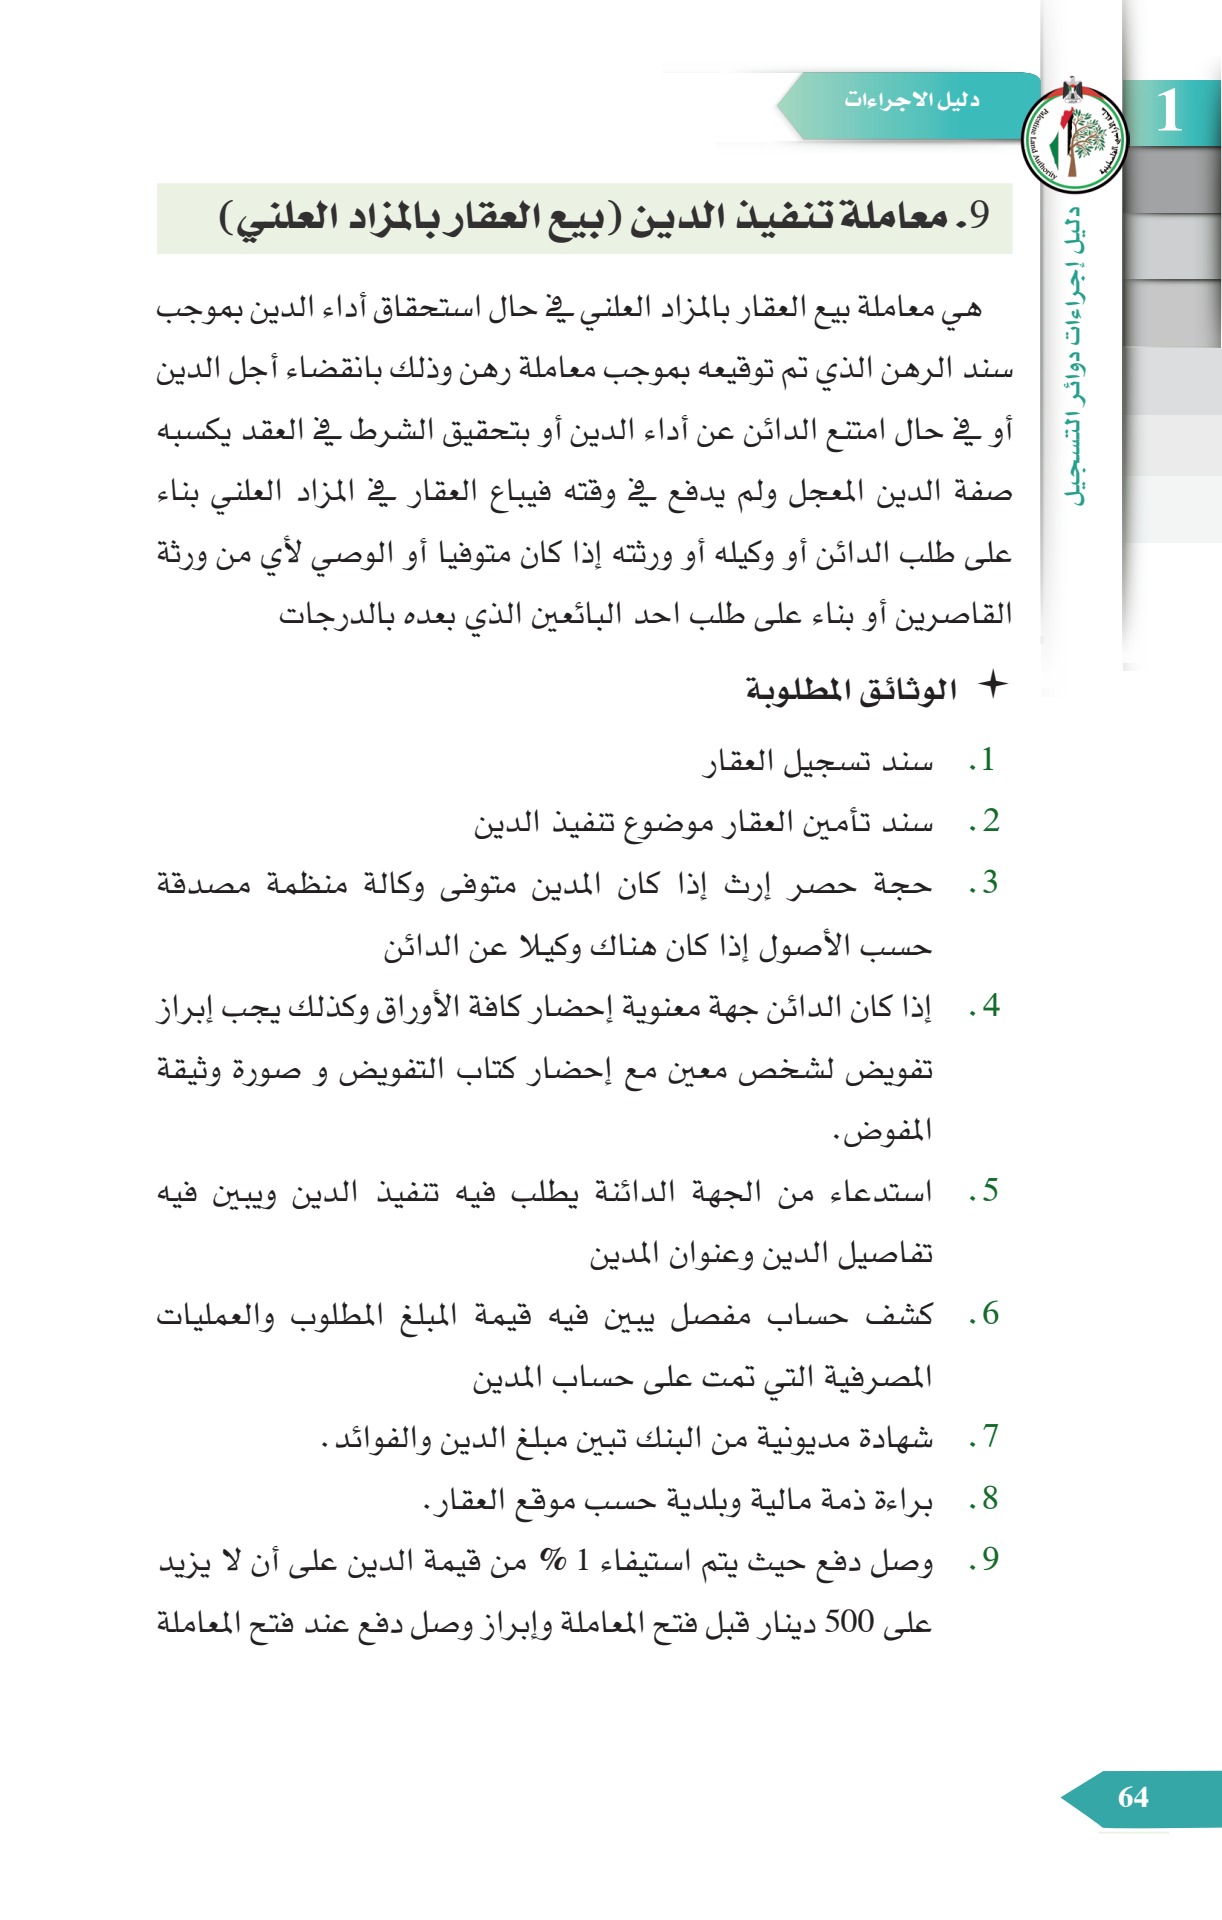 دليل الاجراءات
1
Palestine Land Authority
دليل إجراءات دوائر التسجيل
9. معاملة تنفيذ الدين (بيع العقار بالمزاد العلني)
هي معاملة بيع العقار بالمزاد العلني في حال استحقاق أداء الدين بموجب
سند الرهن الذي تم توقيعه بموجب معاملة رهن وذلك بانقضاء أجل الدين
أو في حال امتنع الدائن عن أداء الدين أو بتحقيق الشرط في العقد يكسبه
صفة الدين المعجل ولم يدفع في وقته فيباع العقار في المزاد العلني بناء
على طلب الدائن أو وكيله أو ورثته إذا كان متوفيا أو الوصي لأي من ورثة
القاصرين أو بناء على طلب احد البائعين الذي بعده بالدرجات
الوثائق المطلوبة
1. سند تسجيل العقار
2. سند تأمين العقار موضوع تنفيذ الدين
3. حجة حصر إرث إذا كان المدين متوفى وكالة منظمة مصدقة
حسب الأصول إذا كان هناك وكيلا عن الدائن
4. إذا كان الدائن جهة معنوية إحضار كافة الأوراق وكذلك يجب إبراز
تفويض لشخص معين مع إحضار كتاب التفويض و صورة وثيقة
المفوض.
5. استدعاء من الجهة الدائنة يطلب فيه تنفيذ الدين ويبين فيه
تفاصيل الدين وعنوان المدين
6. كشف حساب مفصل يبين فيه قيمة المبلغ المطلوب والعمليات
المصرفية التي تمت على حساب المدين
7. شهادة مديونية من البنك تبين مبلغ الدين والفوائد.
8. براءة ذمة مالية وبلدية حسب موقع العقار.
9. وصل دفع حيث يتم استيفاء 1 % من قيمة الدين على أن لا يزيد
على 500 دينار قبل فتح المعاملة وإبراز وصل دفع عند فتح المعاملة
64